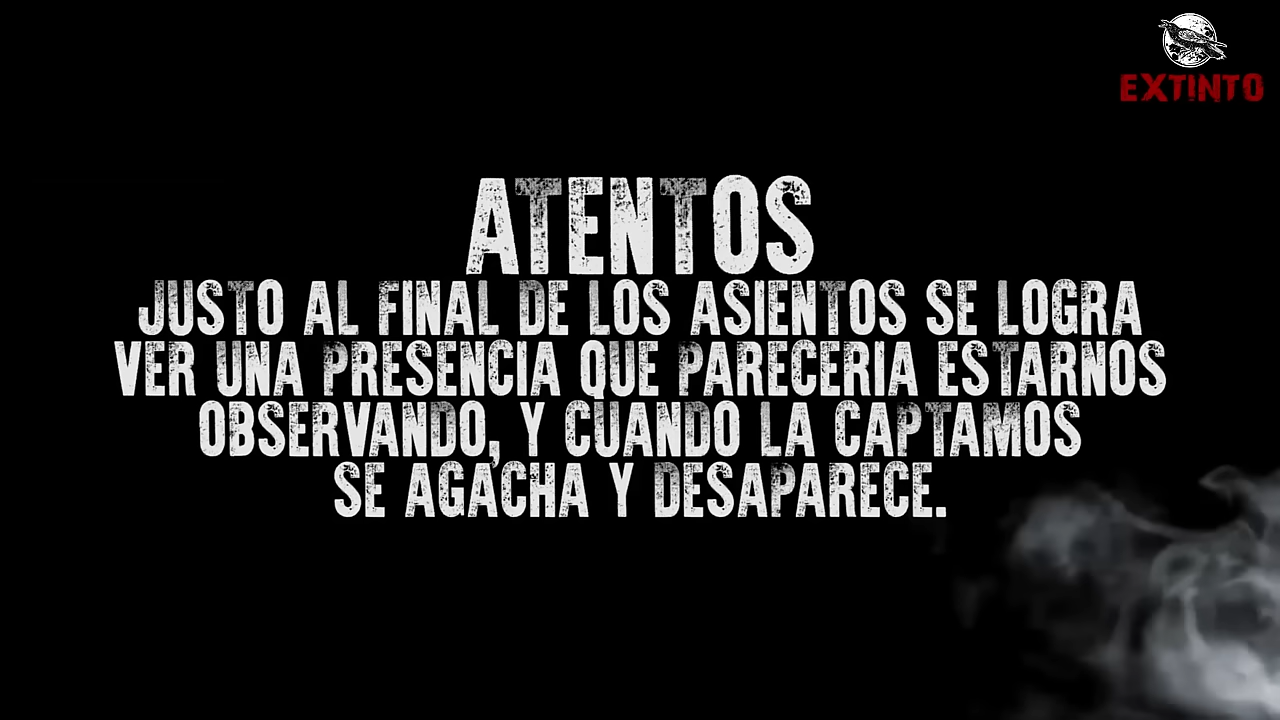 EXTINTO
ATENTOS
JUSTO AL FINAL DE LOS ASIENTOS SE LOGRA
VER UNA PRESENCIA QUE PARECERIA ESTARNOS
OBSERVANDO, Y CUANDO LA CAPTAMOS
SE AGACHA Y DESAPARECE.